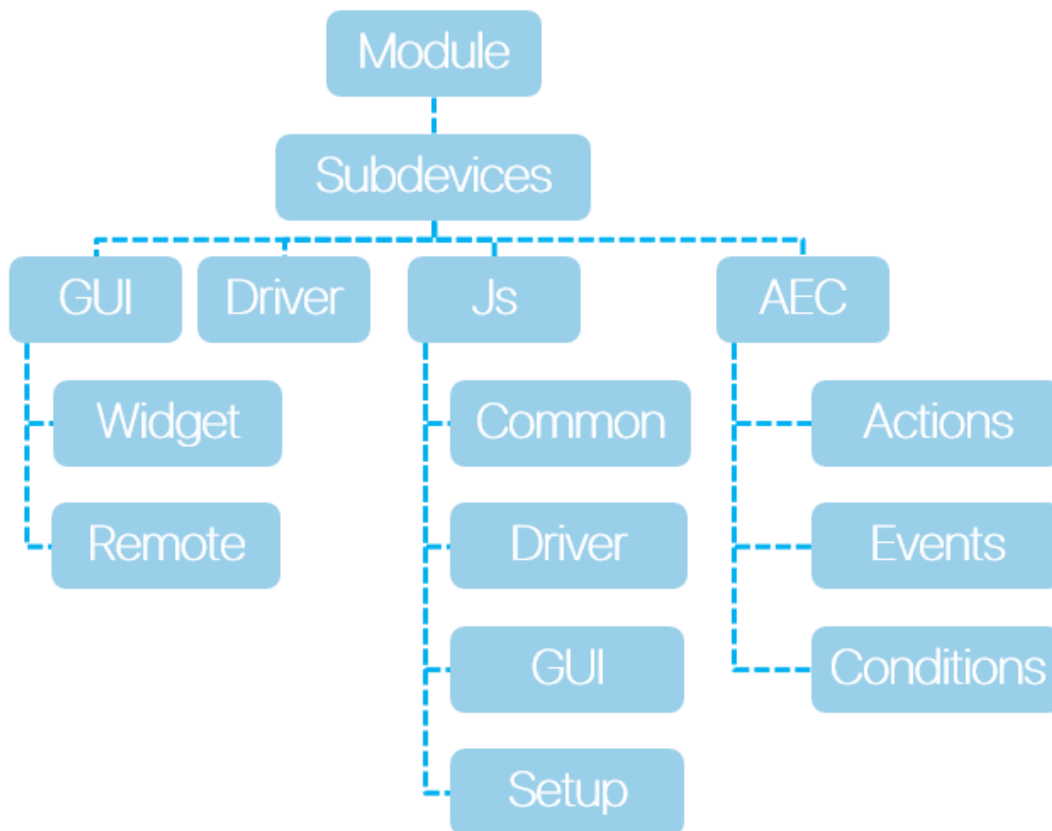 Module
Subdevices
GUI
Driver
Js
AEC
Widget
Common
Actions
Remote
Driver
Events
GUI
Conditions
Setup